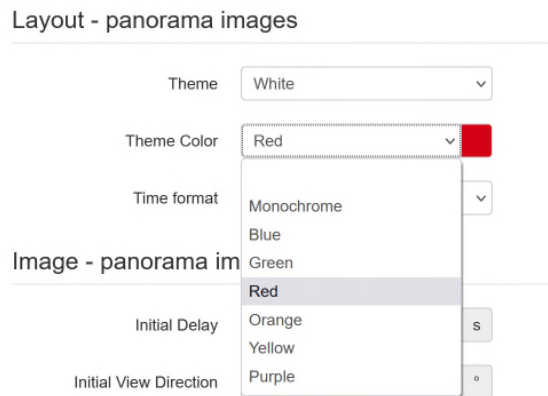 Layout - panorama images
Theme White
Theme Color Red
Time format
Monochrome
Blue
Image - panorama im
Green
Red
Initial Delay Orange s
Yellow
Initial View Direction Purple °